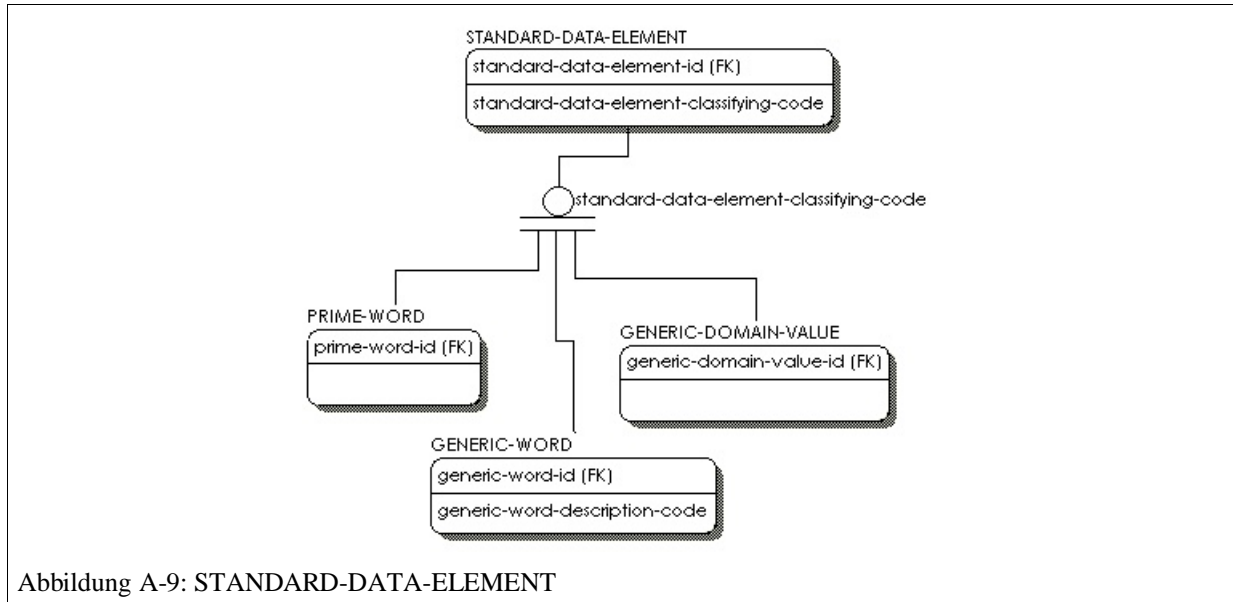 STANDARD-DATA-ELEMENT
standard-data-element-id (FK)
standard-data-element-classifying-code
standard-data-element-classifying-code
PRIME-WORD
prime-word-id (FK)
GENERIC-DOMAIN-VALUE
generic-domain-value-id (FK)
GENERIC-WORD
generic-word-id (FK)
generic-word-description-code
Abbildung A-9: STANDARD-DATA-ELEMENT